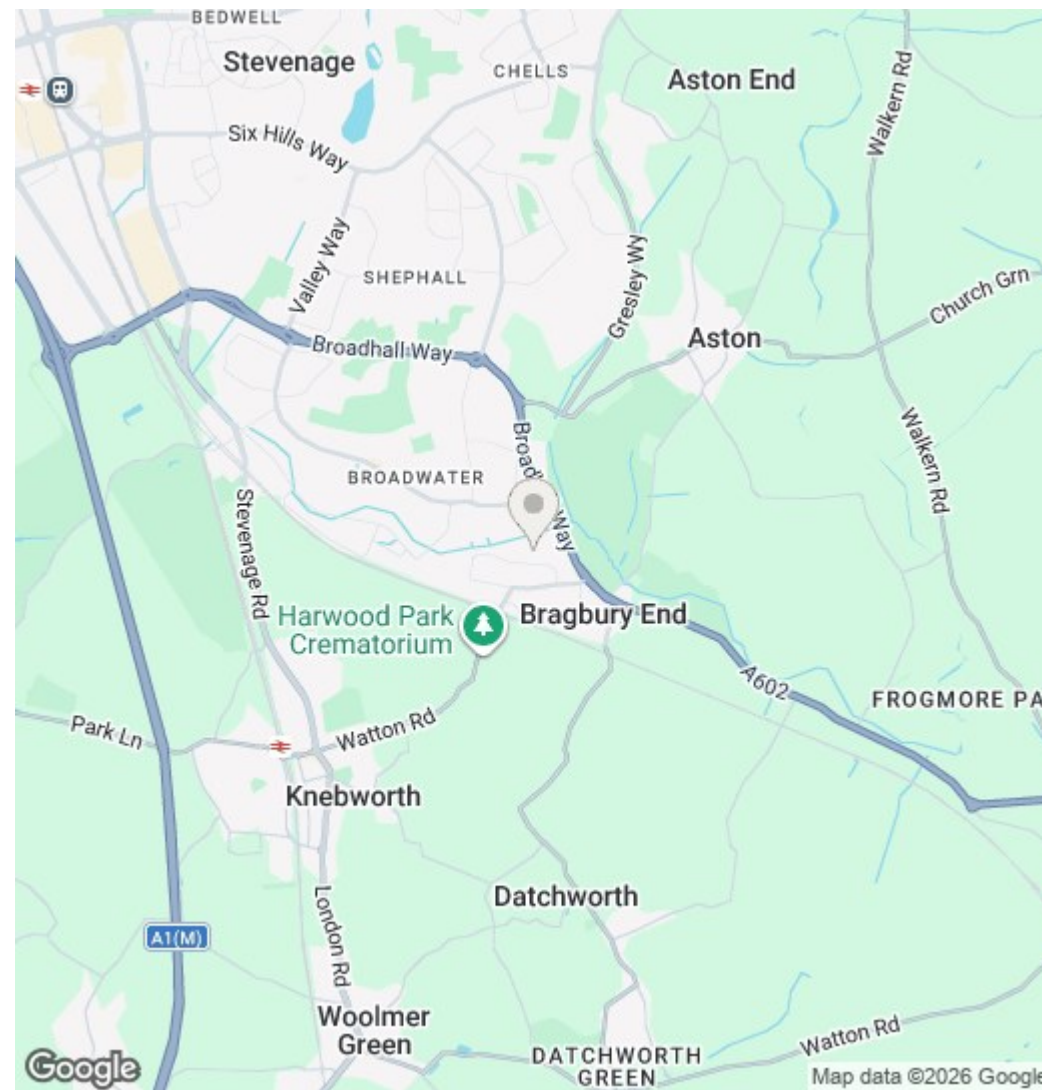 BEDWELL
Stevenage
CHELLS
Aston End
Walkern Rd
Six Hills Way
Valley Way
SHEPHALL
Gresley Wy
Church Grn
Aston
Broadhall Way
Walkern Rd
BROADWATER
Way
Stevenage Rd
Harwood Park
Crematorium
Bragbury End
A602
FROGMORE PA
Park Ln
Watton Rd
Knebworth
London Rd
Datchworth
A1(M)
Woolmer
Green
Watton Rd
DATCHWORTH
GREEN
Google
Map data ©2026 Google